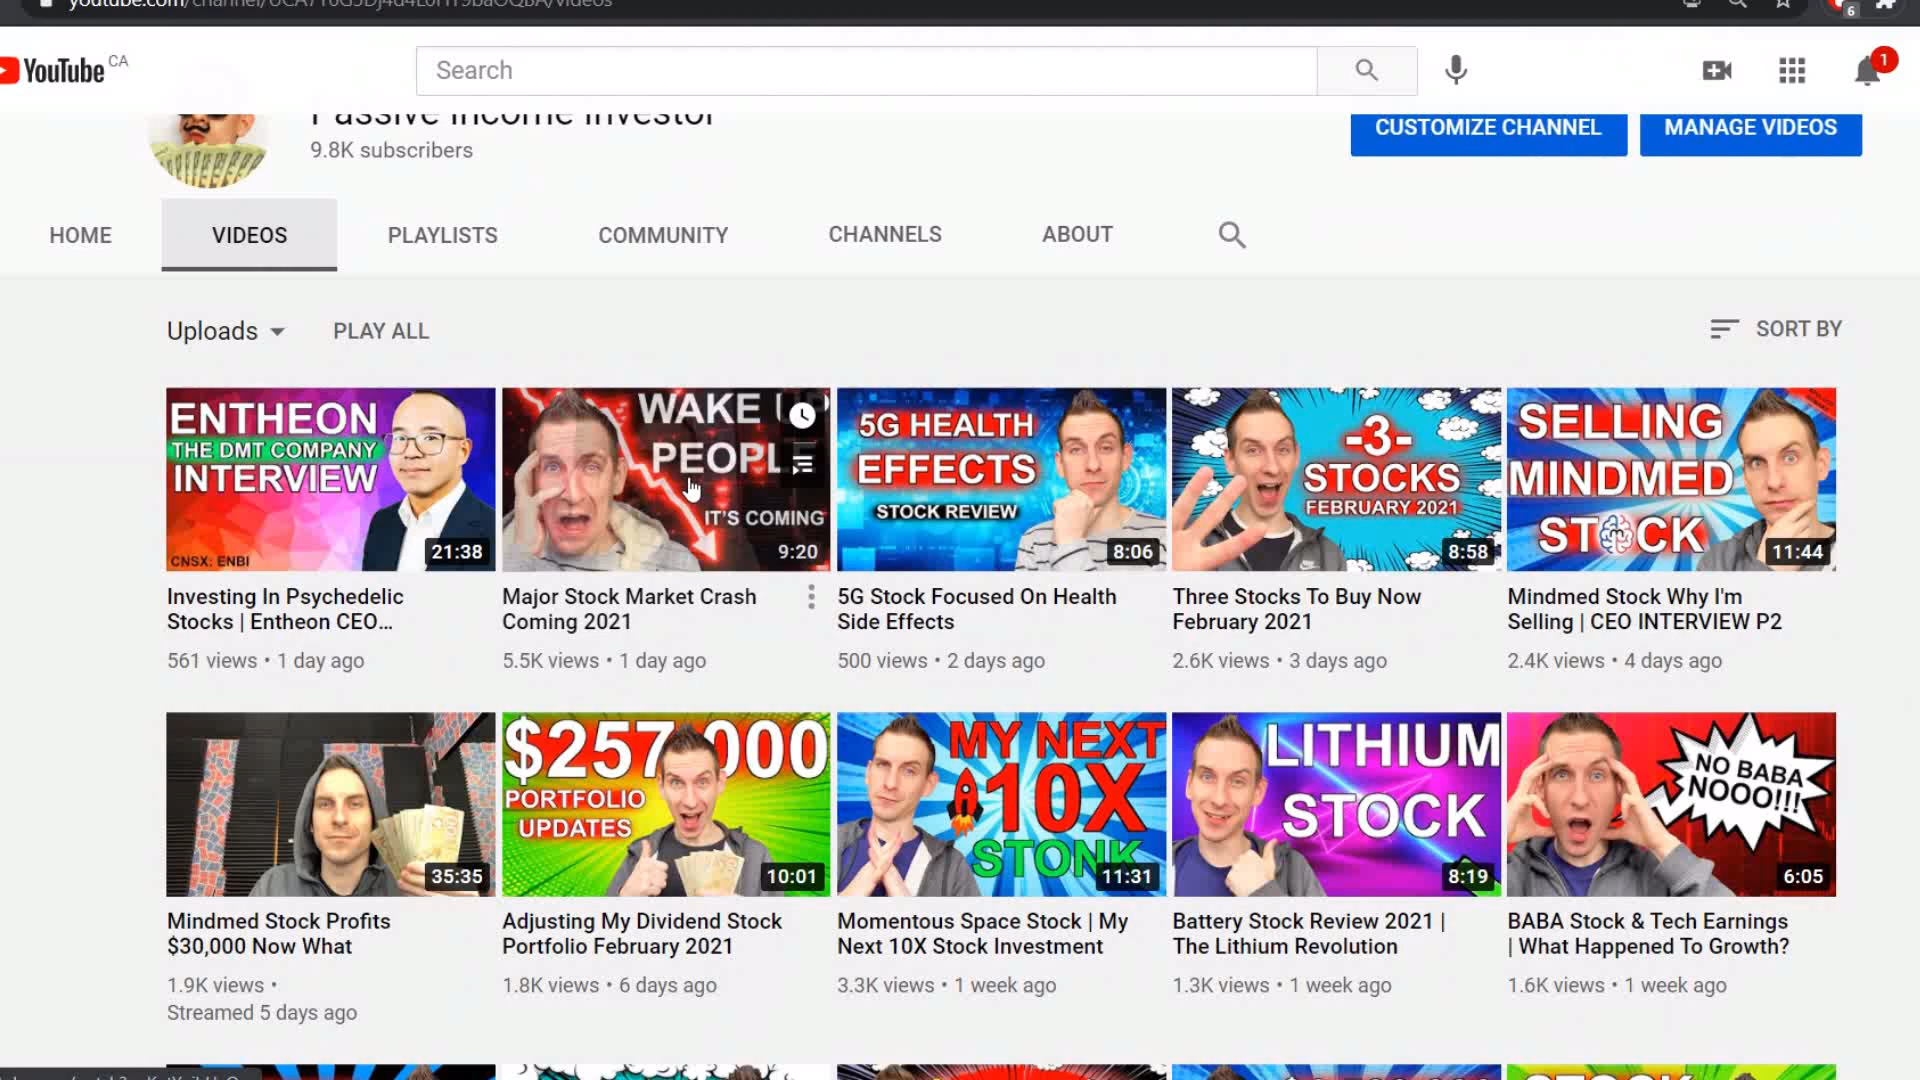 YouTube CA
Search
1
6
Passive Income Investor
9.8K subscribers
CUSTOMIZE CHANNEL
MANAGE VIDEOS
HOME
VIDEOS
PLAYLISTS
COMMUNITY
CHANNELS
ABOUT
Uploads
PLAY ALL
SORT BY
ENTHEON
THE DMT COMPANY
INTERVIEW
CNSX: ENBI
21:38
Investing In Psychedelic
Stocks | Entheon CEO...
561 views • 1 day ago
WAKE UP
PEOPL
IT'S COMING
9:20
Major Stock Market Crash
Coming 2021
5.5K views • 1 day ago
5G HEALTH
EFFECTS
STOCK REVIEW
8:06
5G Stock Focused On Health
Side Effects
500 views • 2 days ago
-3-
STOCKS
FEBRUARY 2021
8:58
Three Stocks To Buy Now
February 2021
2.6K views • 3 days ago
SELLING
MINDMED
STOCK
11:44
Mindmed Stock Why I'm
Selling | CEO INTERVIEW P2
2.4K views • 4 days ago
35:35
Mindmed Stock Profits
$30,000 Now What
1.9K views •
Streamed 5 days ago
$257,000
PORTFOLIO
UPDATES
10:01
Adjusting My Dividend Stock
Portfolio February 2021
1.8K views • 6 days ago
MY NEXT
10X
STONK
11:31
Momentous Space Stock | My
Next 10X Stock Investment
3.3K views • 1 week ago
LITHIUM
STOCK
8:19
Battery Stock Review 2021 |
The Lithium Revolution
1.3K views • 1 week ago
NO BABA
NOOO!!!
6:05
BABA Stock & Tech Earnings
| What Happened To Growth?
1.6K views • 1 week ago